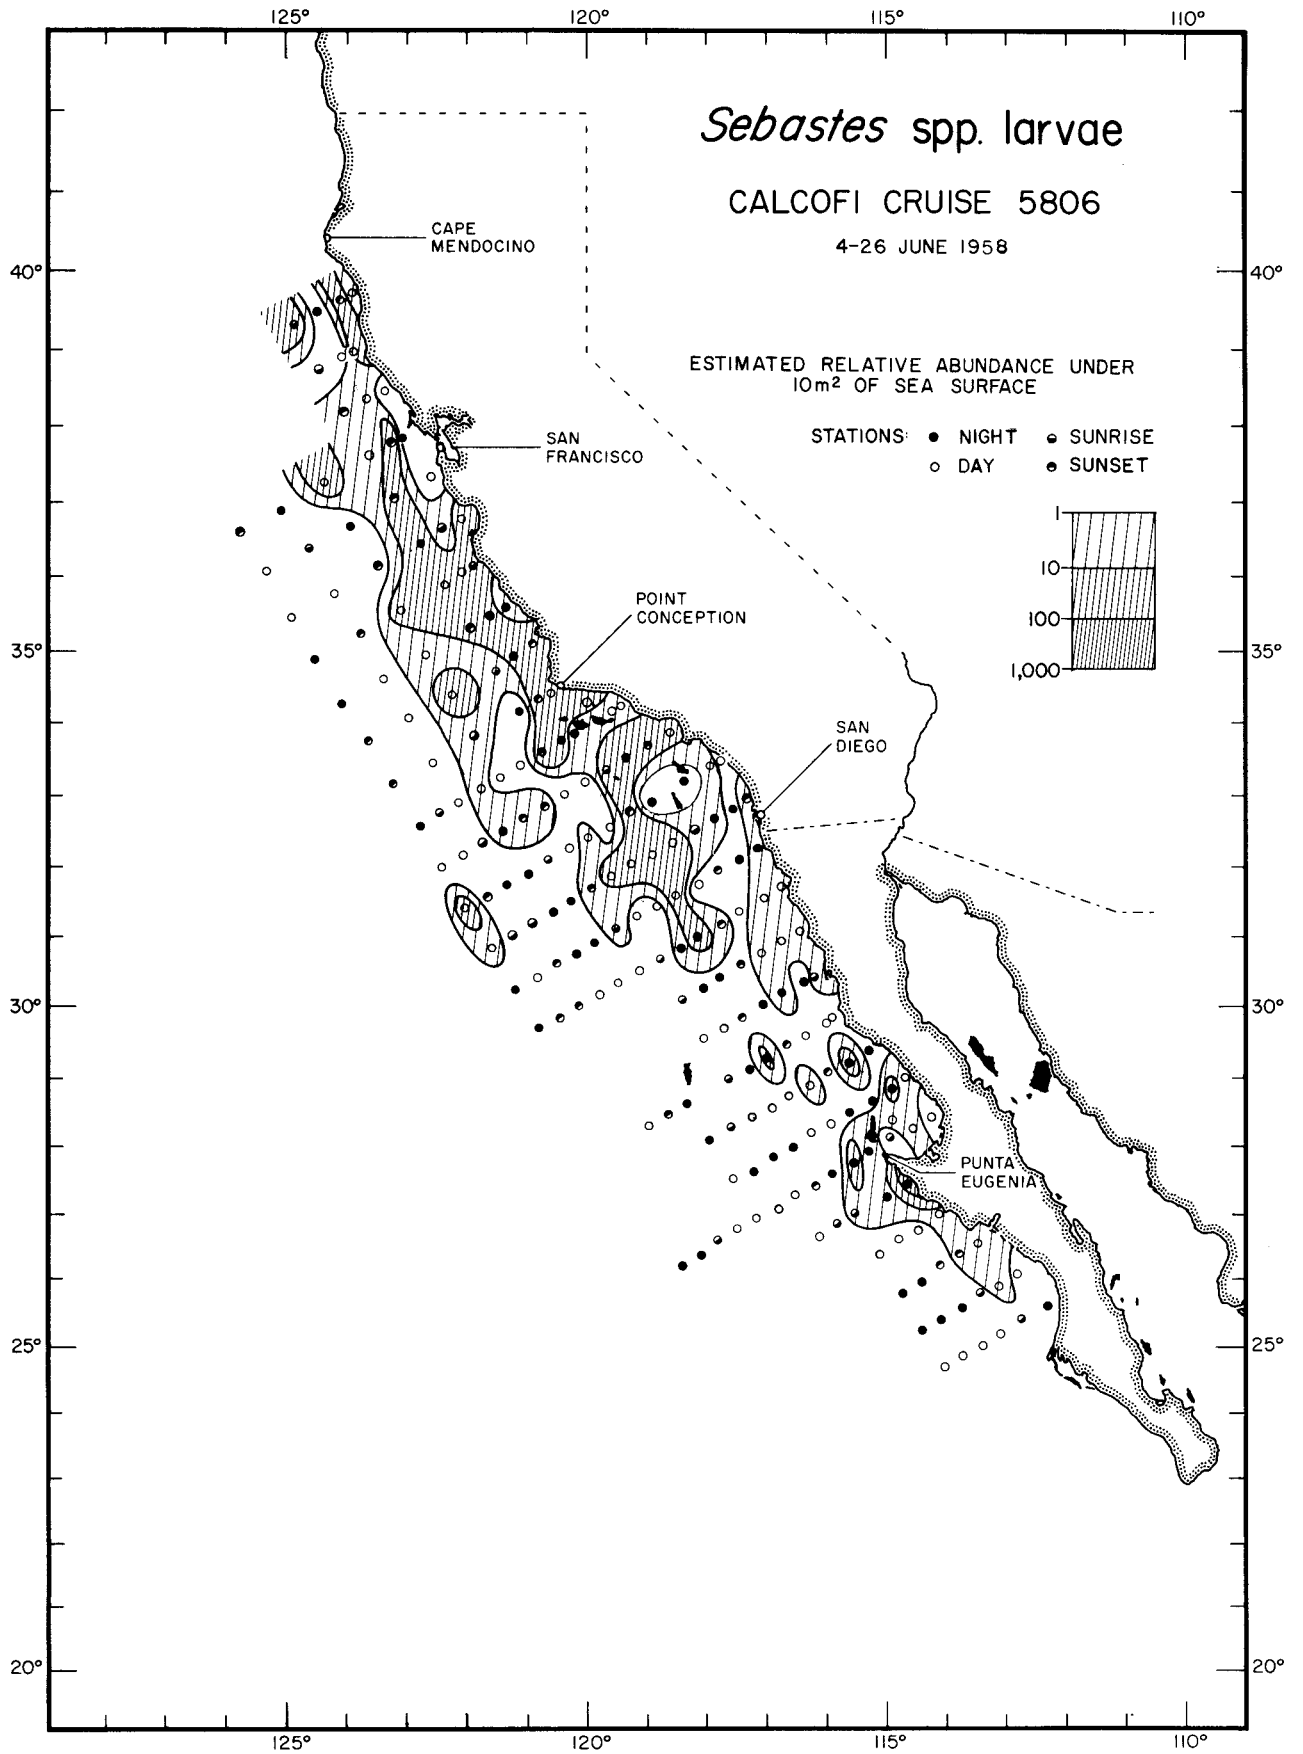 125° 120° 115° 110°
Sebastes spp. larvae
CALCOFI CRUISE 5806
4-26 JUNE 1958
CAPE
MENDOCINO
40° 40°
ESTIMATED RELATIVE ABUNDANCE UNDER
10m² OF SEA SURFACE
STATIONS: NIGHT SUNRISE
DAY SUNSET
SAN
FRANCISCO
1
10
100
1,000
POINT
CONCEPTION
35° 35°
SAN
DIEGO
30° 30°
PUNTA
EUGENIA
25° 25°
20° 20°
125° 120° 115° 110°